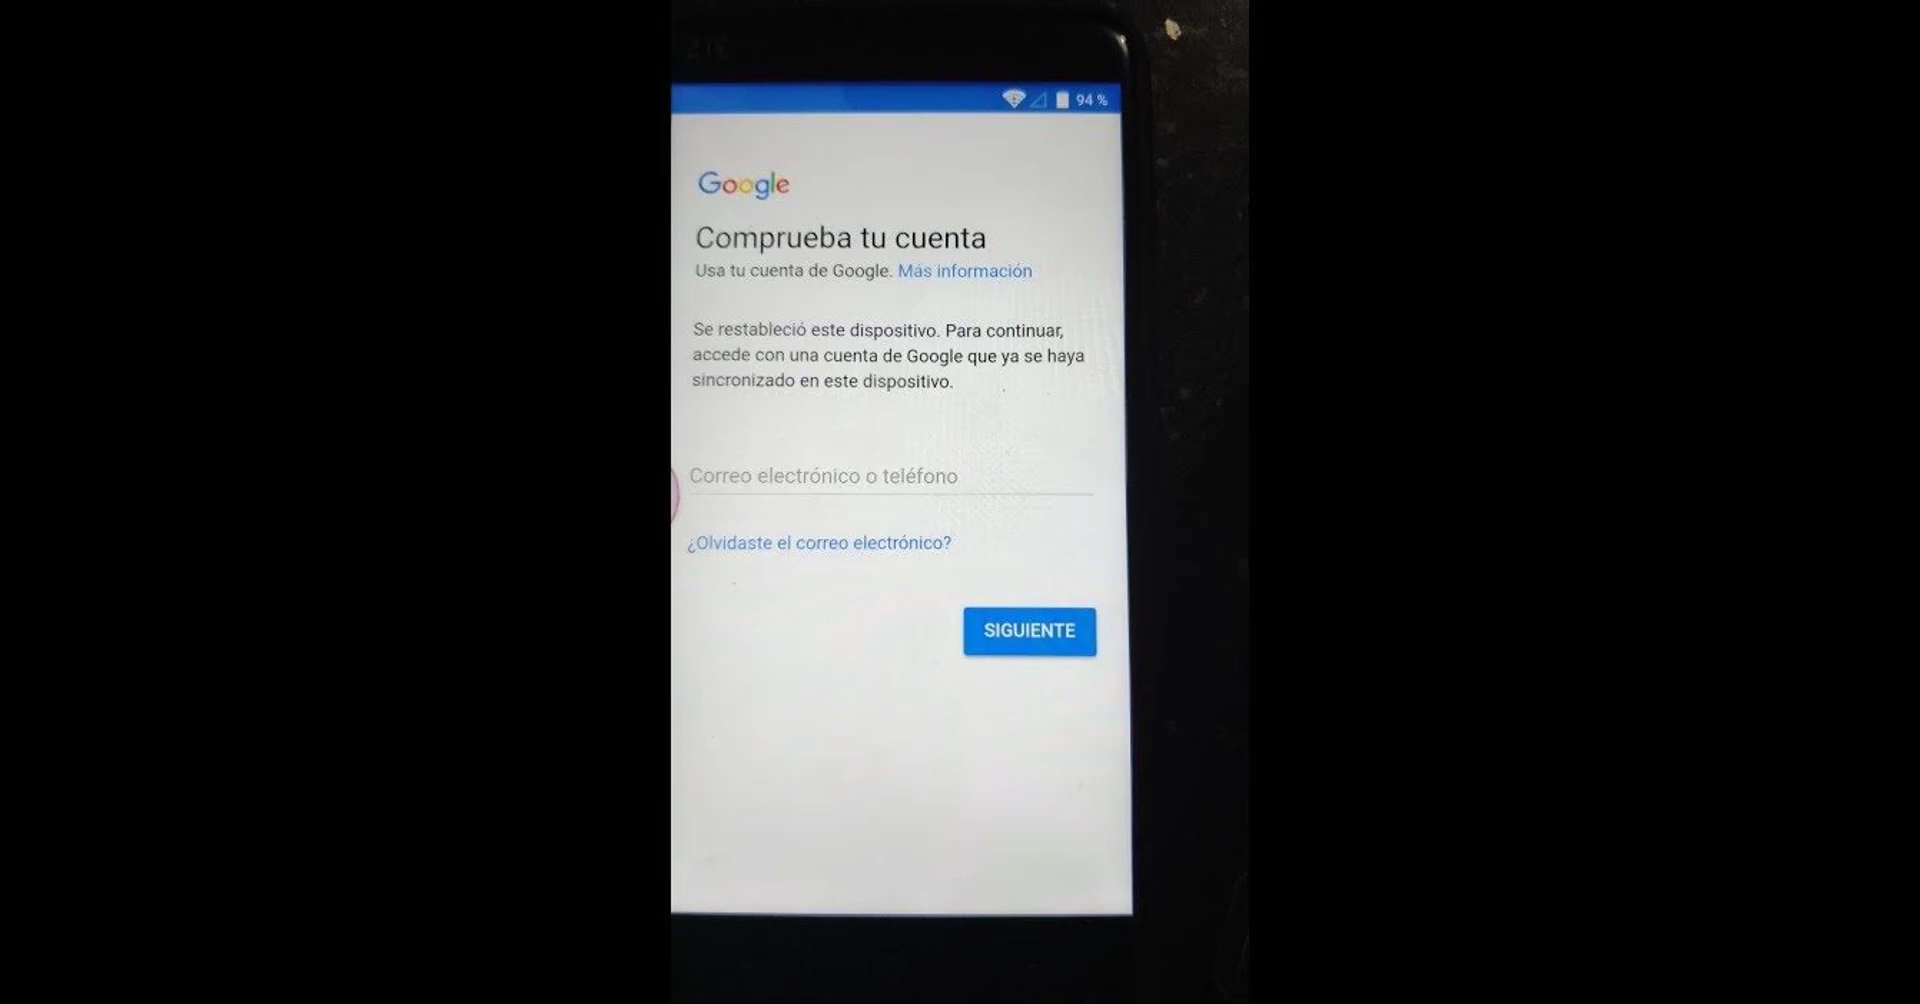 ZTE
94 %
Google
Comprueba tu cuenta
Usa tu cuenta de Google. Más información
Se restableció este dispositivo. Para continuar,
accede con una cuenta de Google que ya se haya
sincronizado en este dispositivo.
Correo electrónico o teléfono
¿Olvidaste el correo electrónico?
SIGUIENTE